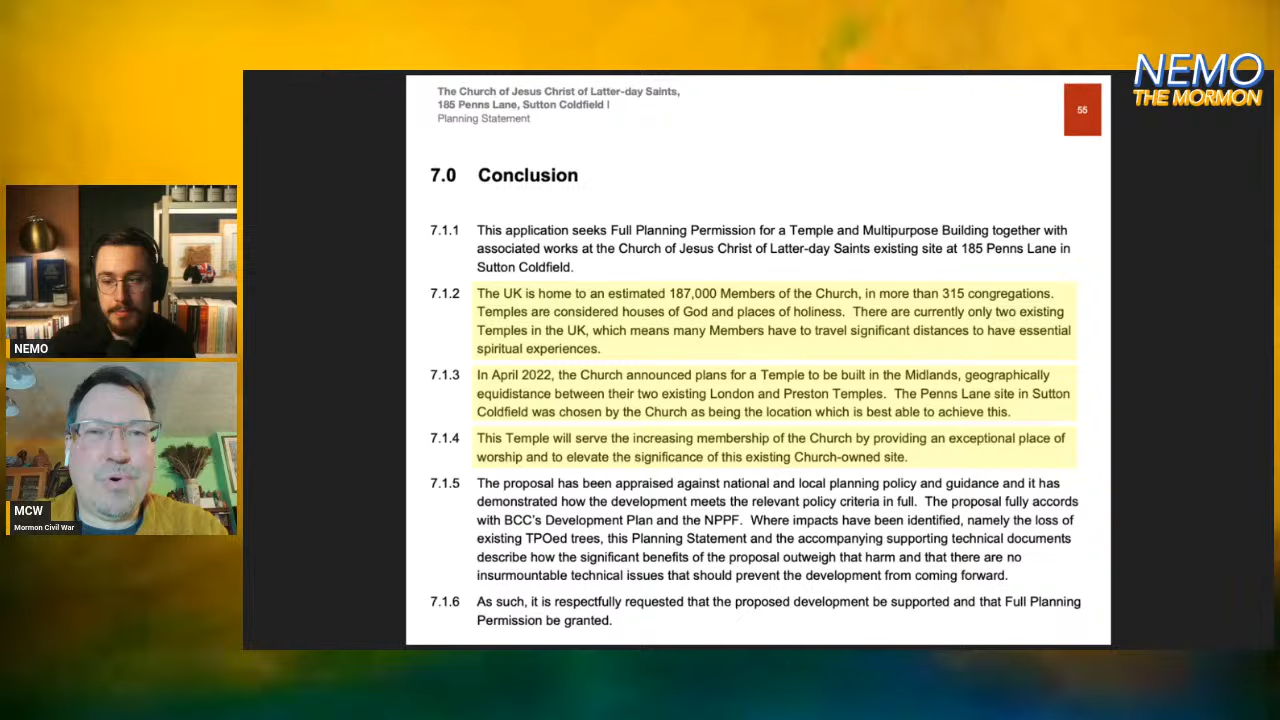 NEMO
THE MORMON
The Church of Jesus Christ of Latter-day Saints,
185 Penns Lane, Sutton Coldfield |
Planning Statement
55
7.0 Conclusion
7.1.1 This application seeks Full Planning Permission for a Temple and Multipurpose Building together with
associated works at the Church of Jesus Christ of Latter-day Saints existing site at 185 Penns Lane in
Sutton Coldfield.
7.1.2 The UK is home to an estimated 187,000 Members of the Church, in more than 315 congregations.
Temples are considered houses of God and places of holiness. There are currently only two existing
Temples in the UK, which means many Members have to travel significant distances to have essential
spiritual experiences.
7.1.3 In April 2022, the Church announced plans for a Temple to be built in the Midlands, geographically
equidistance between their two existing London and Preston Temples. The Penns Lane site in Sutton
Coldfield was chosen by the Church as being the location which is best able to achieve this.
7.1.4 This Temple will serve the increasing membership of the Church by providing an exceptional place of
worship and to elevate the significance of this existing Church-owned site.
7.1.5 The proposal has been appraised against national and local planning policy and guidance and it has
demonstrated how the development meets the relevant policy criteria in full. The proposal fully accords
with BCC's Development Plan and the NPPF. Where impacts have been identified, namely the loss of
existing TPOed trees, this Planning Statement and the accompanying supporting technical documents
describe how the significant benefits of the proposal outweigh that harm and that there are no
insurmountable technical issues that should prevent the development from coming forward.
7.1.6 As such, it is respectfully requested that the proposed development be supported and that Full Planning
Permission be granted.
NEMO
MCW
Mormon Civil War